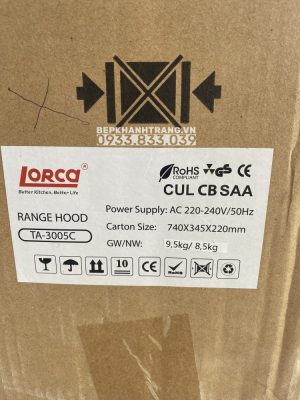 BEPKHANHTRANG.VN
0933.833.039
Lorca®
Better Kitchen, Better Life
RoHS
COMPLIANT
CE
CUL CB SAA
RANGE HOOD
TA-3005C
Power Supply: AC 220-240V/50Hz
Carton Size: 740X345X220mm
GW/NW: 9,5kg/ 8,5kg
10
CE
RoHS